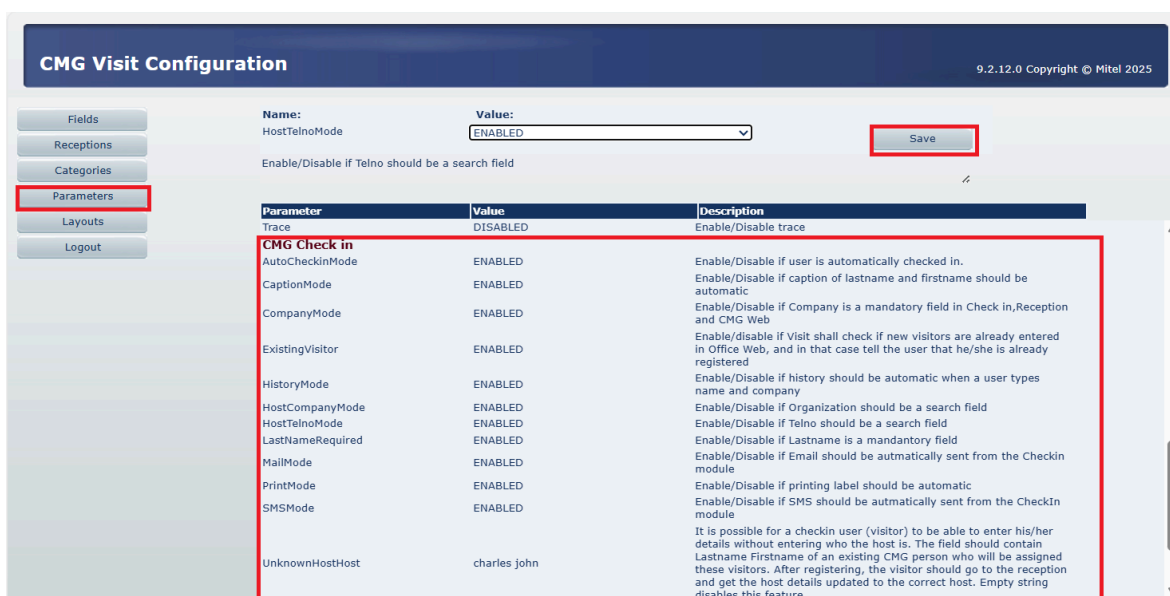 CMG Visit Configuration
9.2.12.0 Copyright © Mitel 2025
Fields
Receptions
Categories
Parameters
Layouts
Logout
Name: Value:
HostTelnoMode ENABLED
Save
Enable/Disable if Telno should be a search field
Parameter Value Description
Trace DISABLED Enable/Disable trace
CMG Check in
AutoCheckinMode ENABLED Enable/Disable if user is automatically checked in.
CaptionMode ENABLED Enable/Disable if caption of lastname and firstname should be
automatic
CompanyMode ENABLED Enable/Disable if Company is a mandatory field in Check in,Reception
and CMG Web
ExistingVisitor ENABLED Enable/disable if Visit shall check if new visitors are already entered
in Office Web, and in that case tell the user that he/she is already
registered
HistoryMode ENABLED Enable/Disable if history should be automatic when a user types
name and company
HostCompanyMode ENABLED Enable/Disable if Organization should be a search field
HostTelnoMode ENABLED Enable/Disable if Telno should be a search field
LastNameRequired ENABLED Enable/Disable if Lastname is a mandantory field
MailMode ENABLED Enable/Disable if Email should be autmatically sent from the Checkin
module
PrintMode ENABLED Enable/Disable if printing label should be automatic
SMSMode ENABLED Enable/Disable if SMS should be autmatically sent from the CheckIn
module
It is possible for a checkin user (visitor) to be able to enter his/her
details without entering who the host is. The field should contain
UnknownHostHost charles john Lastname Firstname of an existing CMG person who will be assigned
these visitors. After registering, the visitor should go to the reception
and get the host details updated to the correct host. Empty string
disables this feature